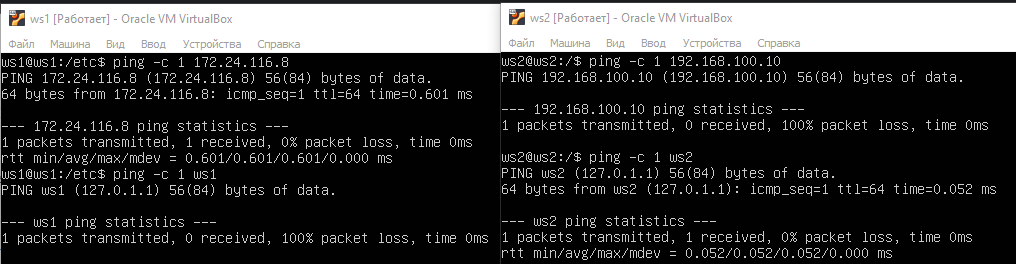 ws1 [Работает] - Oracle VM VirtualBox
Файл Машина Вид Ввод Устройства Справка
ws1@ws1:/etc$ ping -c 1 172.24.116.8
PING 172.24.116.8 (172.24.116.8) 56(84) bytes of data.
64 bytes from 172.24.116.8: icmp_seq=1 ttl=64 time=0.601 ms
--- 172.24.116.8 ping statistics ---
1 packets transmitted, 1 received, 0% packet loss, time 0ms
rtt min/avg/max/mdev = 0.601/0.601/0.601/0.000 ms
ws1@ws1:/etc$ ping -c 1 ws1
PING ws1 (127.0.1.1) 56(84) bytes of data.
--- ws1 ping statistics ---
1 packets transmitted, 0 received, 100% packet loss, time 0ms
ws2 [Работает] - Oracle VM VirtualBox
Файл Машина Вид Ввод Устройства Справка
ws2@ws2:/$ ping -c 1 192.168.100.10
PING 192.168.100.10 (192.168.100.10) 56(84) bytes of data.
--- 192.168.100.10 ping statistics ---
1 packets transmitted, 0 received, 100% packet loss, time 0ms
ws2@ws2:/$ ping -c 1 ws2
PING ws2 (127.0.1.1) 56(84) bytes of data.
64 bytes from ws2 (127.0.1.1): icmp_seq=1 ttl=64 time=0.052 ms
--- ws2 ping statistics ---
1 packets transmitted, 1 received, 0% packet loss, time 0ms
rtt min/avg/max/mdev = 0.052/0.052/0.052/0.000 ms